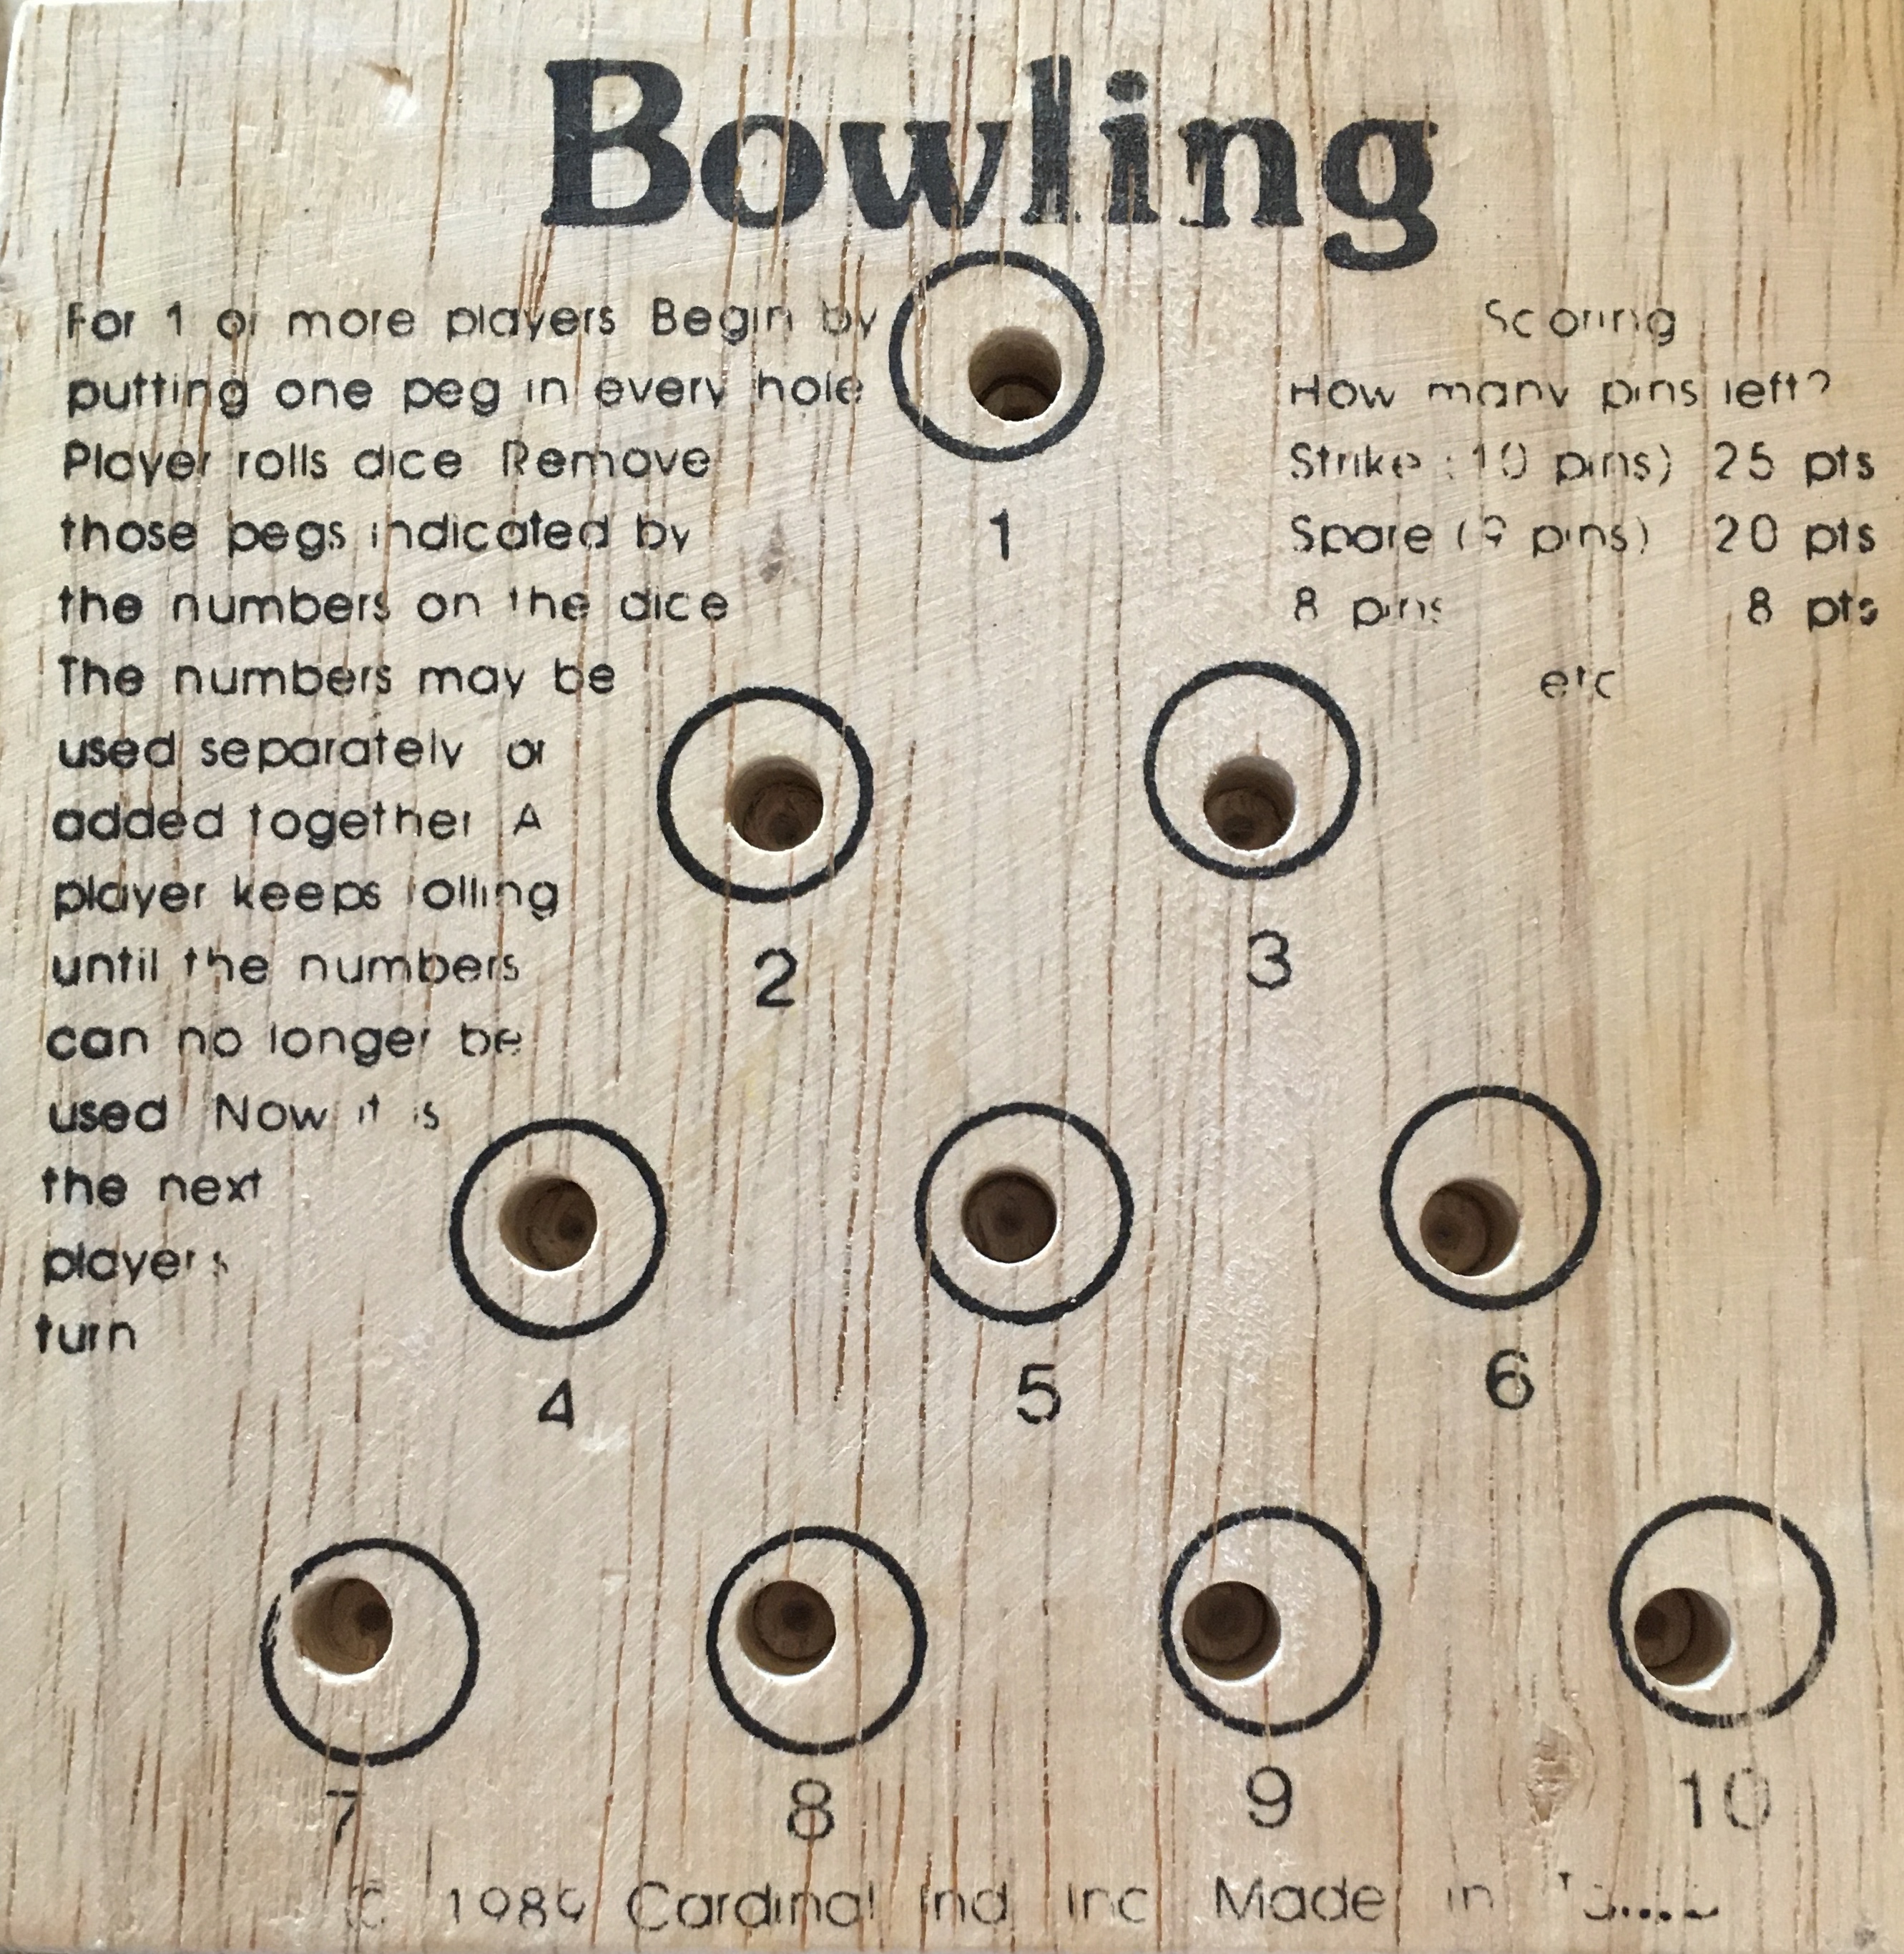 Bowling
For 1 or more players Begin by
putting one peg in every hole
Player rolls dice Remove
those pegs indicated by
the numbers on the dice
The numbers may be
used separately or
added together A
player keeps rolling
until the numbers
can no longer be
used Now it is
the next
players
turn
Scoring
How many pins left?
Strike (10 pins) 25 pts
Spare (9 pins) 20 pts
8 pins 8 pts
etc
1
2
3
4
5
6
7
8
9
10
© Cardinal Ind Inc Made in